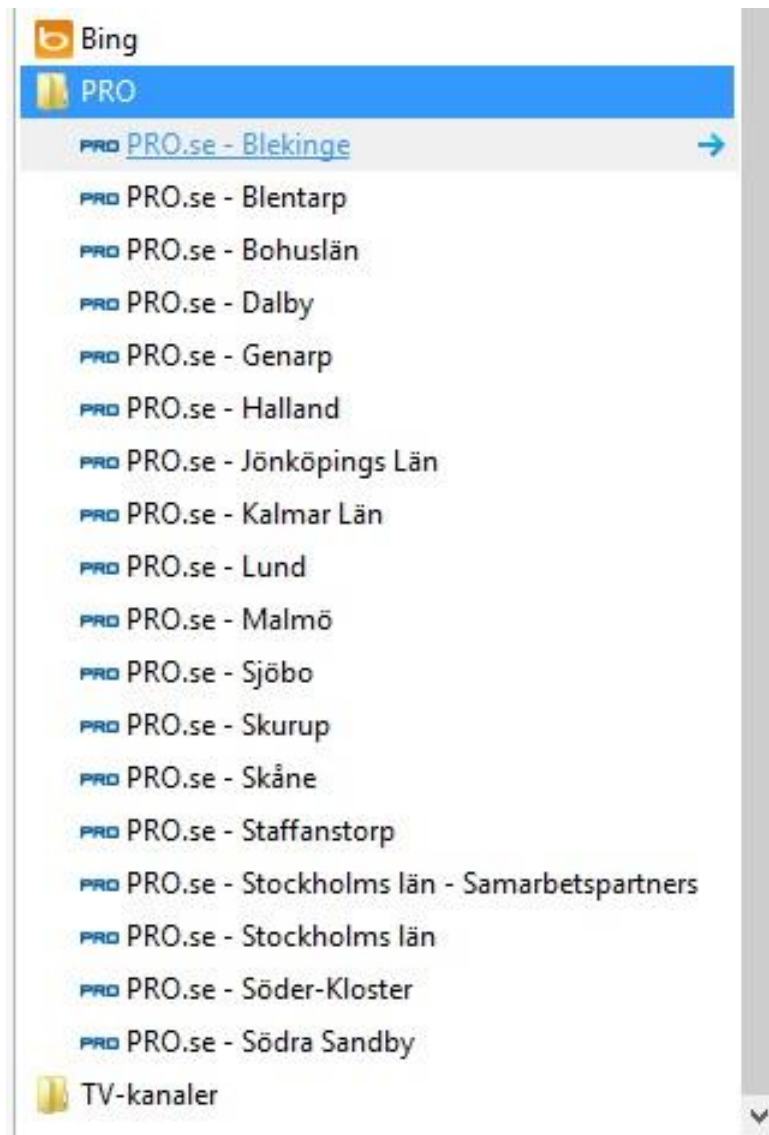 Bing
PRO
PRO PRO.se - Blekinge
PRO PRO.se - Blentarp
PRO PRO.se - Bohuslän
PRO PRO.se - Dalby
PRO PRO.se - Genarp
PRO PRO.se - Halland
PRO PRO.se - Jönköpings Län
PRO PRO.se - Kalmar Län
PRO PRO.se - Lund
PRO PRO.se - Malmö
PRO PRO.se - Sjöbo
PRO PRO.se - Skurup
PRO PRO.se - Skåne
PRO PRO.se - Staffanstorp
PRO PRO.se - Stockholms län - Samarbetspartners
PRO PRO.se - Stockholms län
PRO PRO.se - Söder-Kloster
PRO PRO.se - Södra Sandby
TV-kanaler